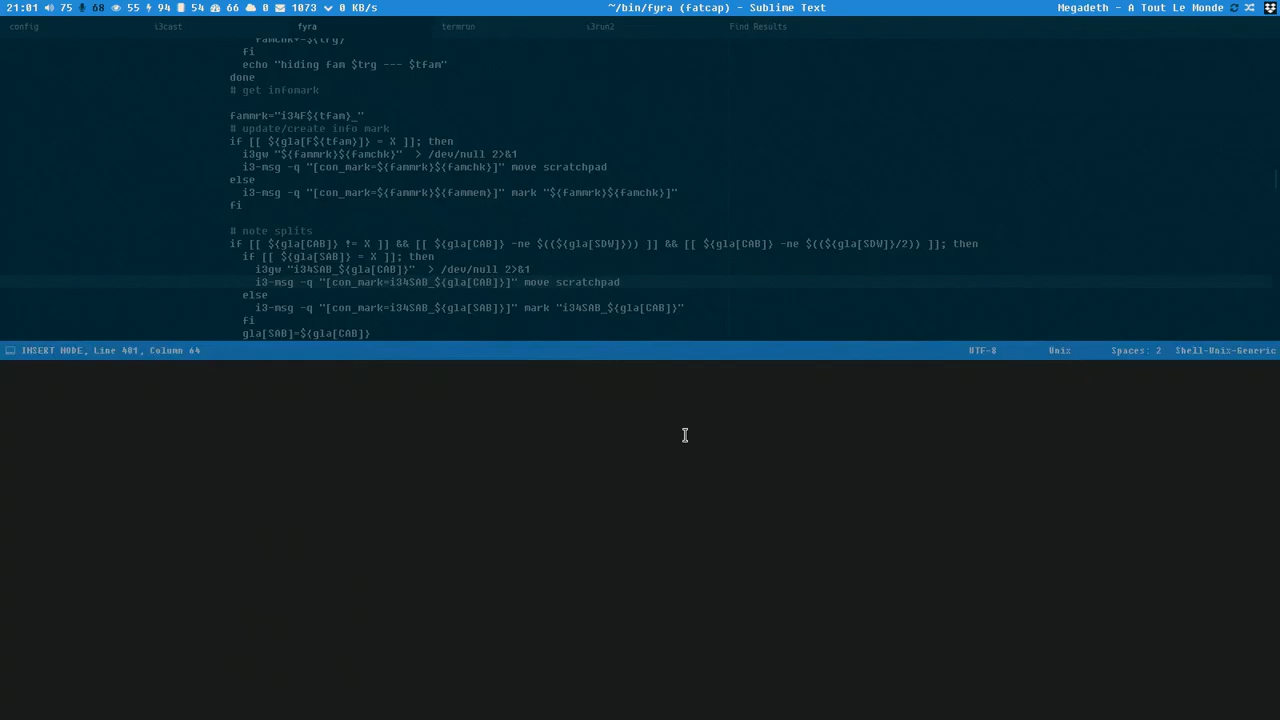 21:01 75 68 55 94 54 66 0 1073 0 KB/s ~/bin/fyra (fatcap) - Sublime Text Megadeth - A Tout Le Monde
config i3cast fyra termrun i3run2 Find Results
famchk+=${trg}
fi
echo "hiding fam $trg --- $tfam"
done
# get infomark
fammrk="i34F${tfam}_"
# update/create info mark
if [[ ${gla[F${tfam}]} = X ]]; then
i3gw "${fammrk}${famchk}" > /dev/null 2>&1
i3-msg -q "[con_mark=${fammrk}${famchk}]" move scratchpad
else
i3-msg -q "[con_mark=${fammrk}${fammem}]" mark "${fammrk}${famchk}"
fi
# note splits
if [[ ${gla[CAB]} != X ]] && [[ ${gla[CAB]} -ne $((${gla[SDW]})) ]] && [[ ${gla[CAB]} -ne $((${gla[SDW]}/2)) ]]; then
if [[ ${gla[SAB]} = X ]]; then
i3gw "i34SAB_${gla[CAB]}" > /dev/null 2>&1
i3-msg -q "[con_mark=i34SAB_${gla[CAB]}]" move scratchpad
else
i3-msg -q "[con_mark=i34SAB_${gla[SAB]}]" mark "i34SAB_${gla[CAB]}"
fi
gla[SAB]=${gla[CAB]}
INSERT MODE, Line 401, Column 64 UTF-8 Unix Spaces: 2 Shell-Unix-Generic